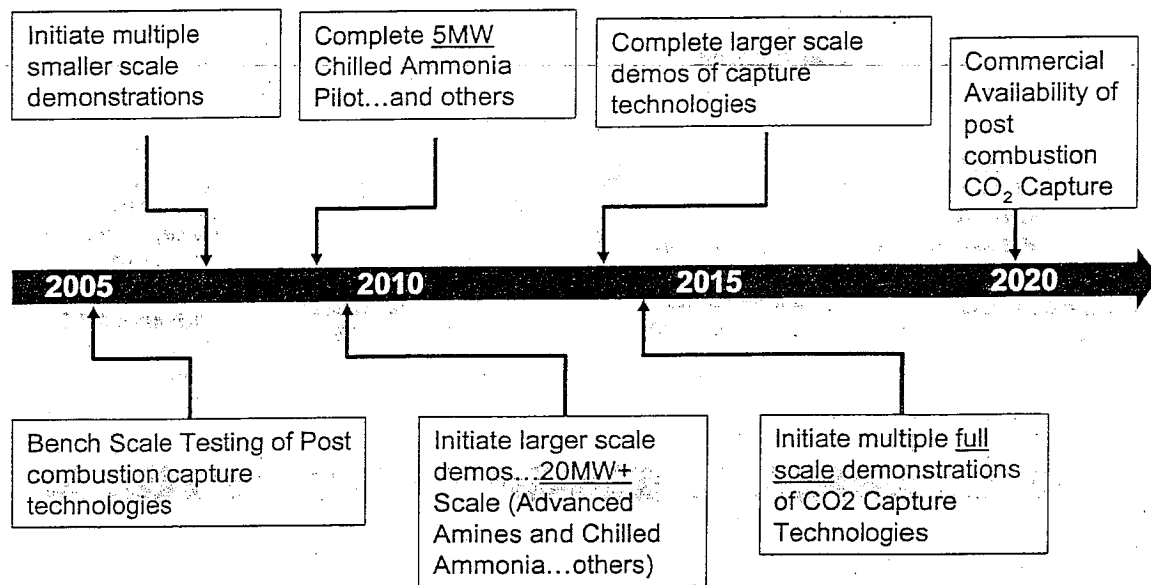 Initiate multiple
smaller scale
demonstrations
Complete 5MW
Chilled Ammonia
Pilot...and others
Complete larger scale
demos of capture
technologies
Commercial
Availability of
post
combustion
CO₂ Capture
2005
2010
2015
2020
Bench Scale Testing of Post
combustion capture
technologies
Initiate larger scale
demos...20MW+
Scale (Advanced
Amines and Chilled
Ammonia...others)
Initiate multiple full
scale demonstrations
of CO2 Capture
Technologies